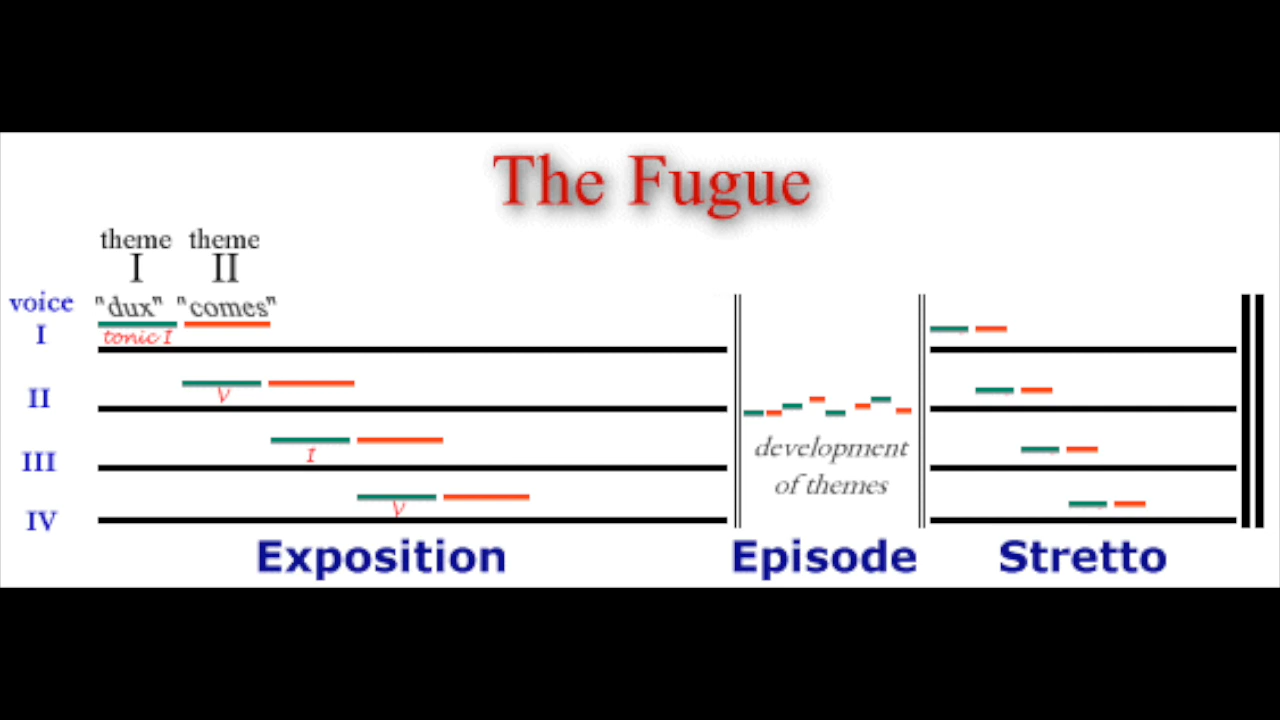 The Fugue
theme theme
I II
voice "dux" "comes"
I tonic I
II V
III I
IV V
development
of themes
Exposition Episode Stretto